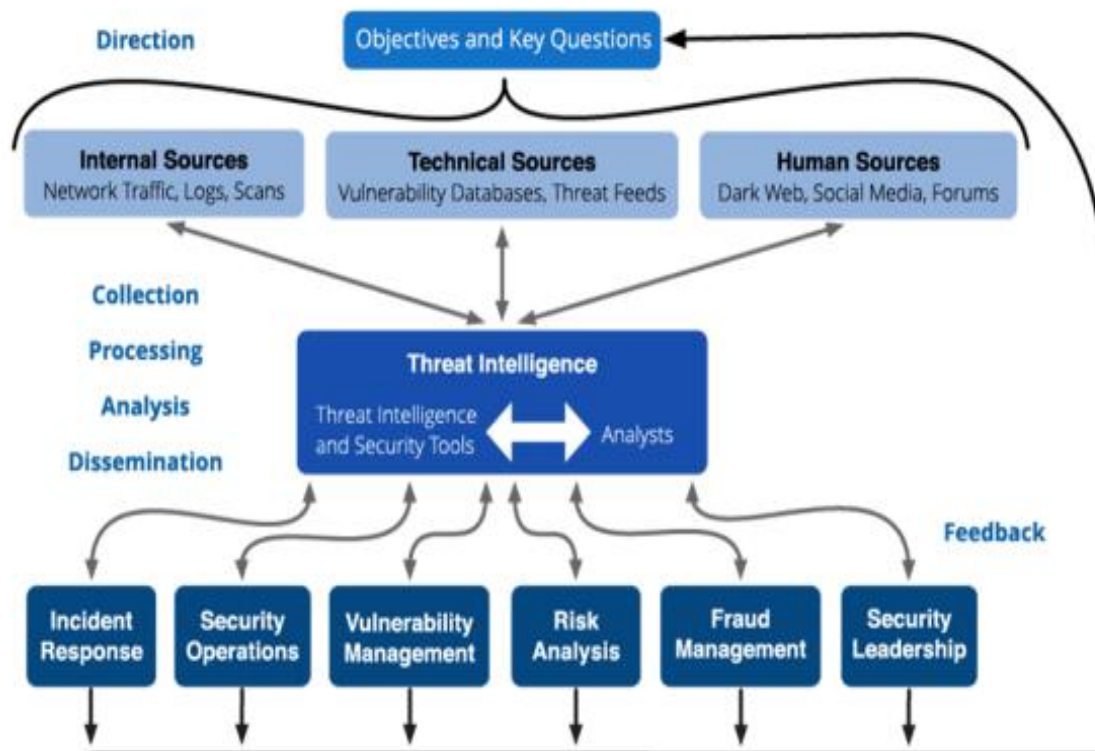 Direction
Objectives and Key Questions
Internal Sources
Network Traffic, Logs, Scans
Technical Sources
Vulnerability Databases, Threat Feeds
Human Sources
Dark Web, Social Media, Forums
Collection
Processing
Analysis
Dissemination
Threat Intelligence
Threat Intelligence
and Security Tools
Analysts
Feedback
Incident
Response
Security
Operations
Vulnerability
Management
Risk
Analysis
Fraud
Management
Security
Leadership